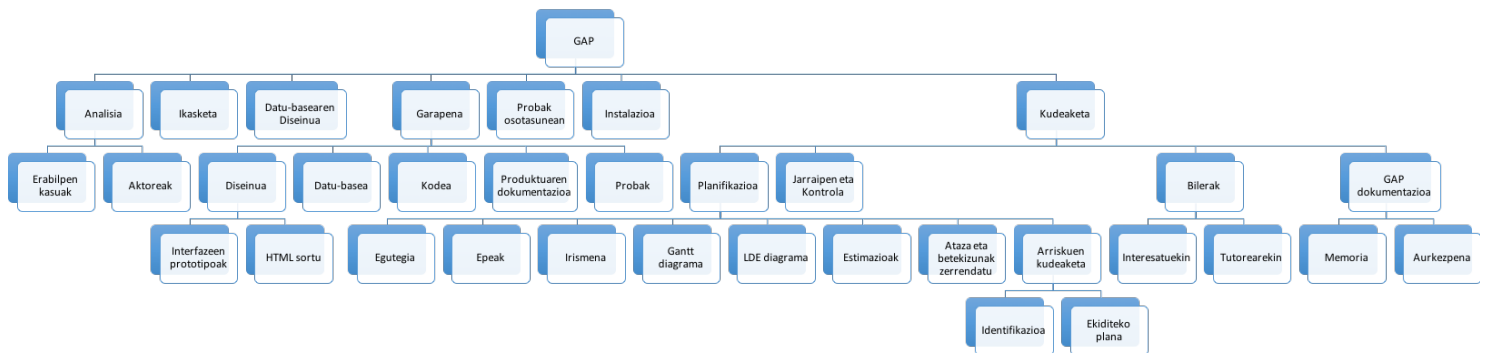 GAP
Analisia
Ikasketa
Datu-basearen
Diseinua
Garapena
Probak
osotasunean
Instalazioa
Kudeaketa
Erabilpen
kasuak
Aktoreak
Diseinua
Datu-basea
Kodea
Produktuaren
dokumentazioa
Probak
Planifikazioa
Jarraipen eta
Kontrola
Bilerak
GAP
dokumentazioa
Interfazeen
prototipoak
HTML sortu
Egutegia
Epeak
Irismena
Gantt
diagrama
LDE diagrama
Estimazioak
Ataza eta
betekizunak
zerrendatu
Arriskuen
kudeaketa
Interesatuekin
Tutorearekin
Memoria
Aurkezpena
Identifikazioa
Ekiditeko
plana